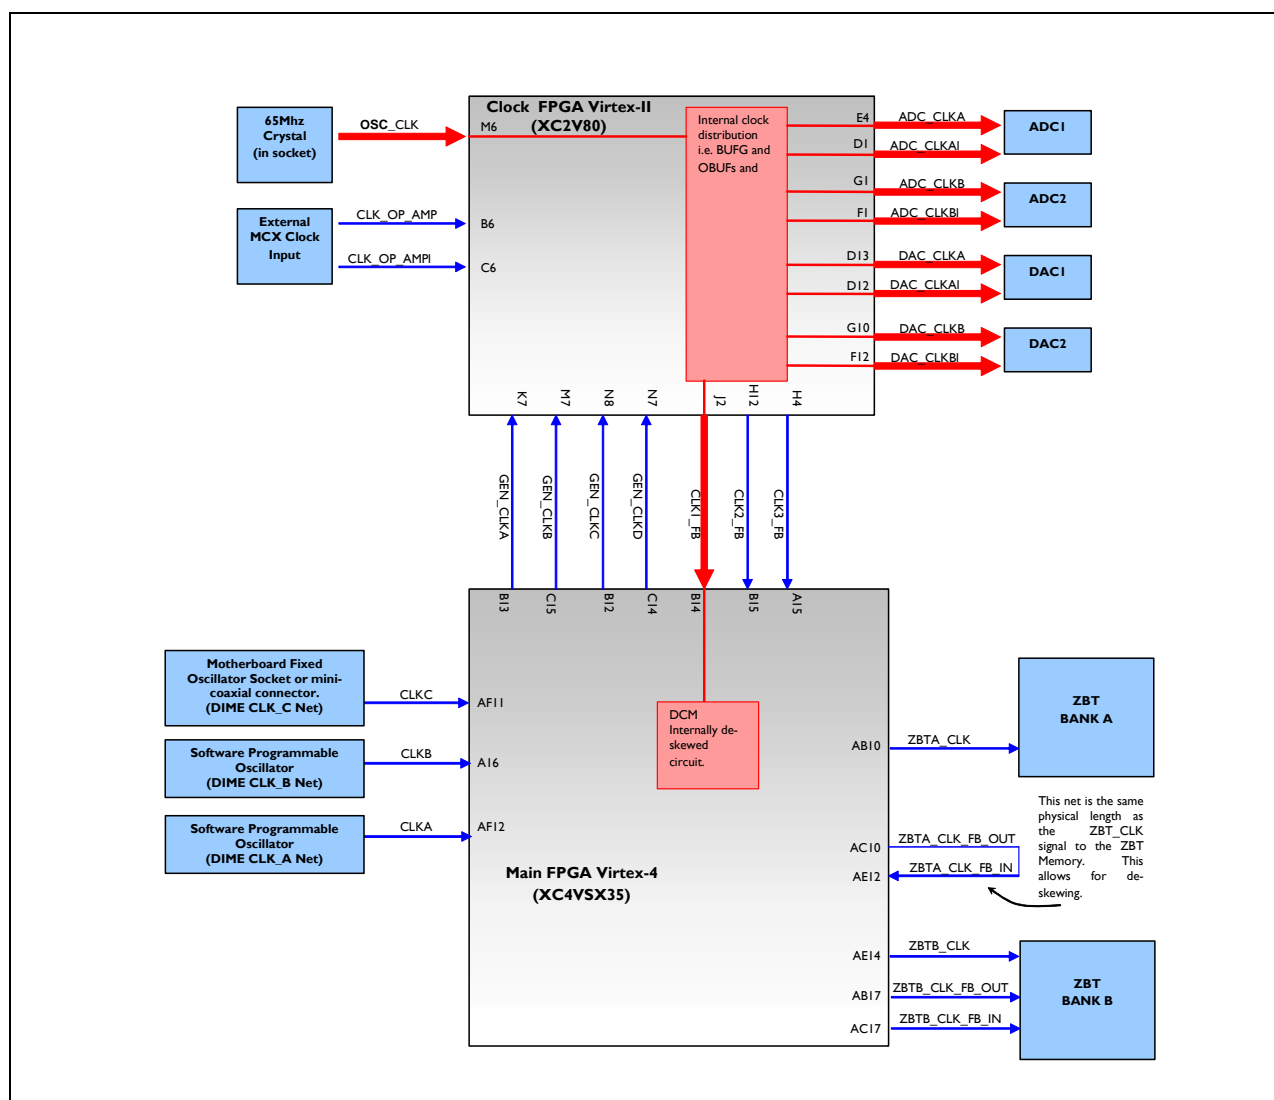 65Mhz
Crystal
(in socket)
OSC_CLK
External
MCX Clock
Input
CLK_OP_AMP
CLK_OP_AMPI
Clock FPGA Virtex-II
(XC2V80)
M6
B6
C6
Internal clock
distribution
i.e. BUFG and
OBUFs and
E4
D1
G1
F1
D13
D12
G10
F12
ADC_CLKA
ADC_CLKAI
ADC_CLKB
ADC_CLKBI
DAC_CLKA
DAC_CLKAI
DAC_CLKB
DAC_CLKBI
ADC1
ADC2
DAC1
DAC2
K7
M7
N8
N7
J2
H12
H4
GEN_CLKA
GEN_CLKB
GEN_CLKC
GEN_CLKD
CLK1_FB
CLK2_FB
CLK3_FB
B13
C15
B12
C14
B14
B15
A15
Motherboard Fixed
Oscillator Socket or mini-
coaxial connector.
(DIME CLK_C Net)
CLKC
AF11
Software Programmable
Oscillator
(DIME CLK_B Net)
CLKB
A16
Software Programmable
Oscillator
(DIME CLK_A Net)
CLKA
AF12
DCM
Internally de-
skewed
circuit.
Main FPGA Virtex-4
(XC4VSX35)
AB10
ZBTA_CLK
ZBT
BANK A
AC10
ZBTA_CLK_FB_OUT
AE12
ZBTA_CLK_FB_IN
This net is the same
physical length as
the ZBT_CLK
signal to the ZBT
Memory. This
allows for de-
skewing.
AE14
ZBTB_CLK
AB17
ZBTB_CLK_FB_OUT
AC17
ZBTB_CLK_FB_IN
ZBT
BANK B